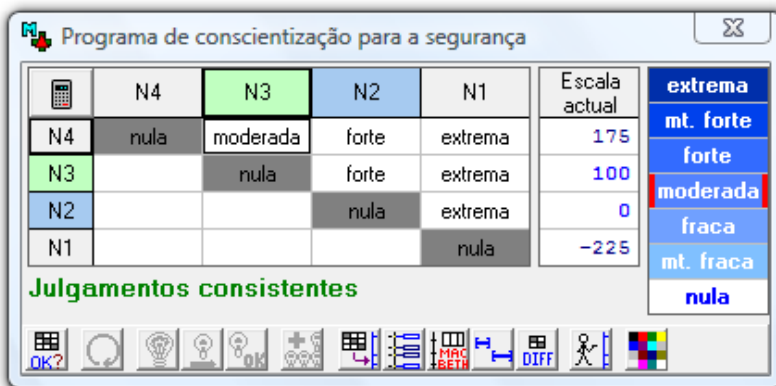 Programa de conscientização para a segurança
N4 N3 N2 N1 Escala actual
N4 nula moderada forte extrema 175
N3 nula forte extrema 100
N2 nula extrema 0
N1 nula -225
extrema
mt. forte
forte
moderada
fraca
mt. fraca
nula
Julgamentos consistentes
OK? OK MAC BETH DIFF